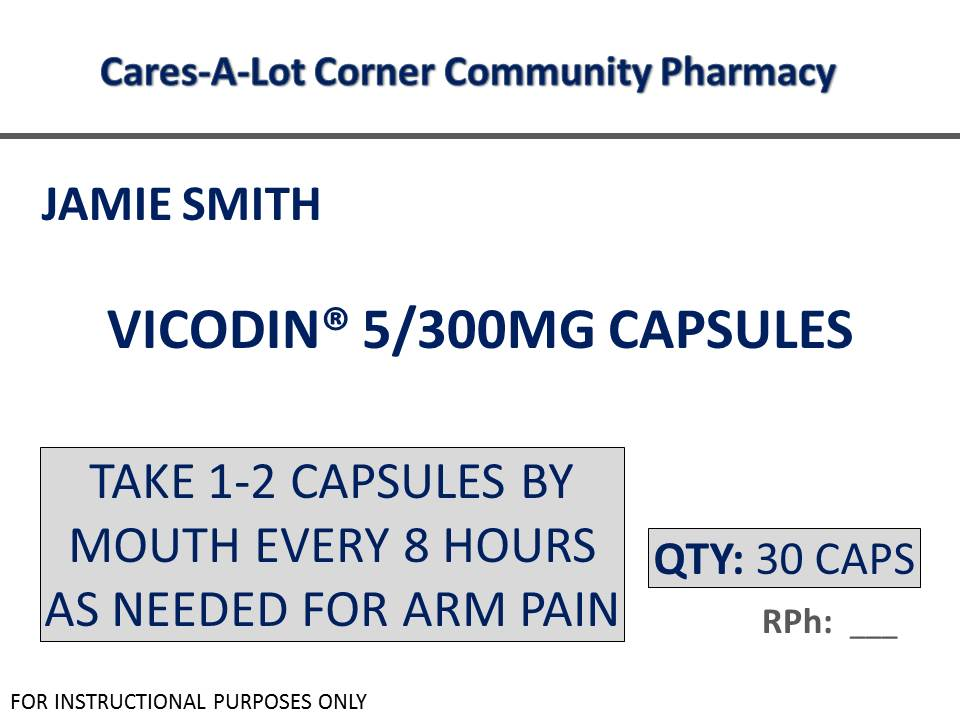 Cares-A-Lot Corner Community Pharmacy
JAMIE SMITH
VICODIN® 5/300MG CAPSULES
TAKE 1-2 CAPSULES BY
MOUTH EVERY 8 HOURS
AS NEEDED FOR ARM PAIN
QTY: 30 CAPS
RPh: ___
FOR INSTRUCTIONAL PURPOSES ONLY